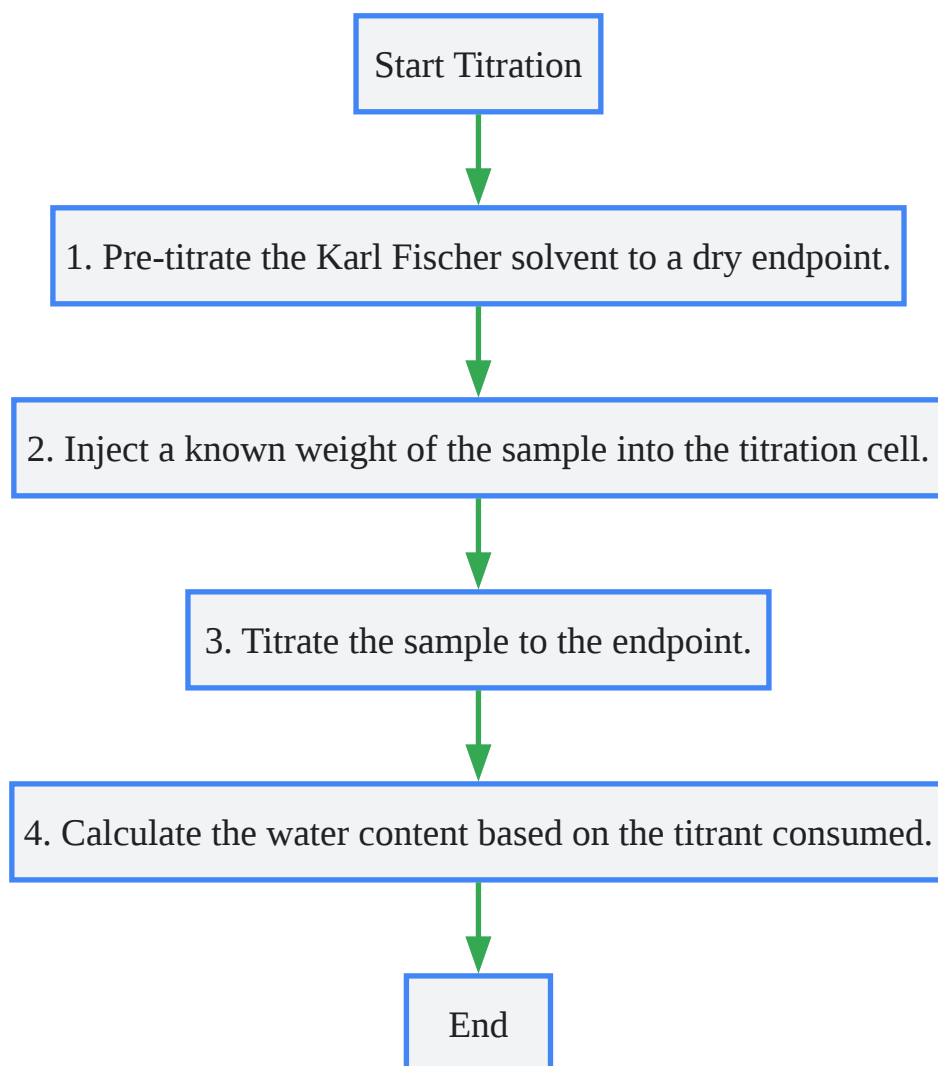 Start Titration
1. Pre-titrate the Karl Fischer solvent to a dry endpoint.
2. Inject a known weight of the sample into the titration cell.
3. Titrate the sample to the endpoint.
4. Calculate the water content based on the titrant consumed.
End